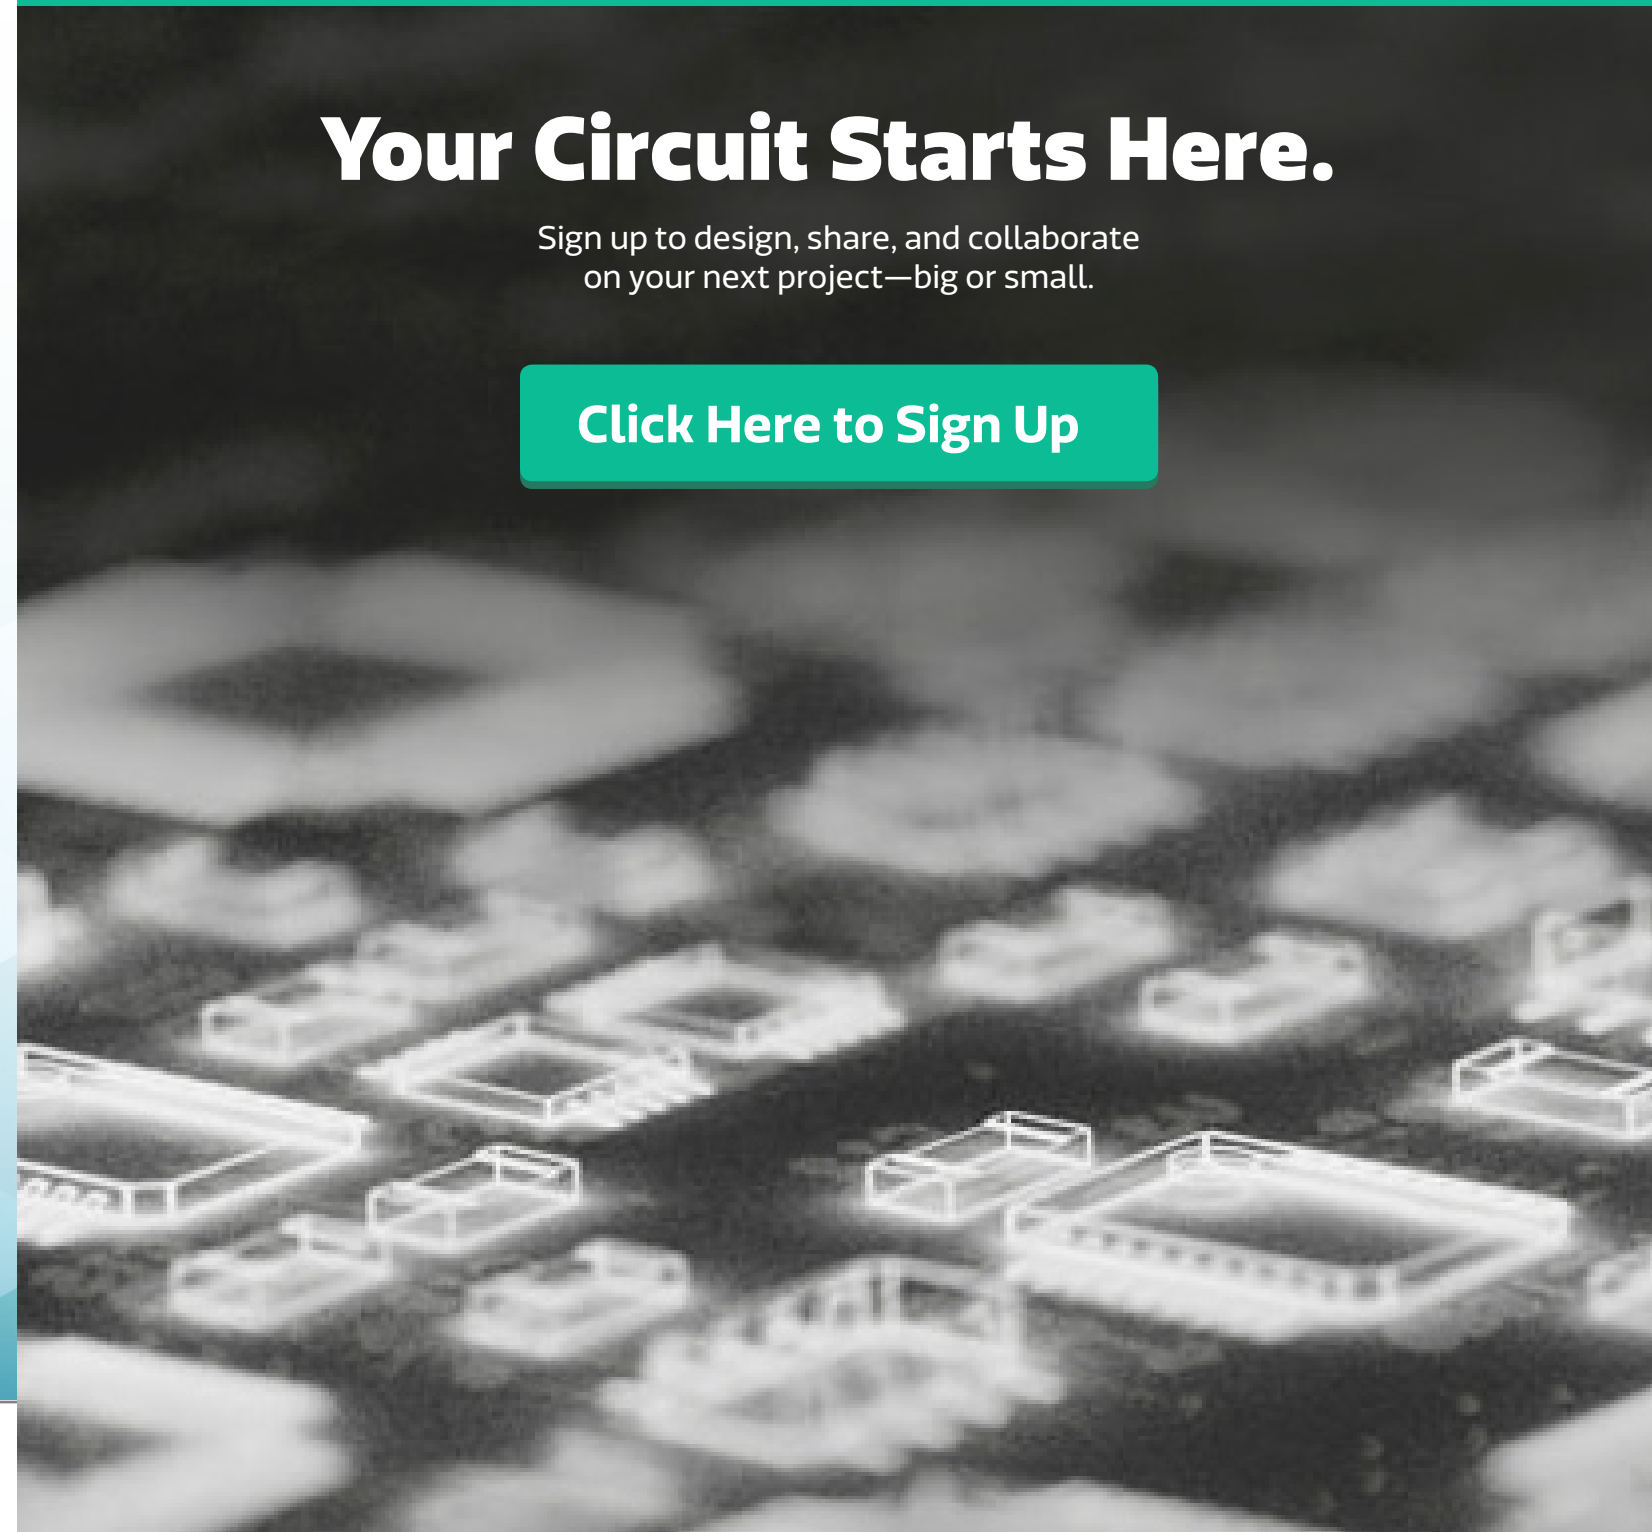 Your Circuit Starts Here.
Sign up to design, share, and collaborate
on your next project—big or small.
Click Here to Sign Up